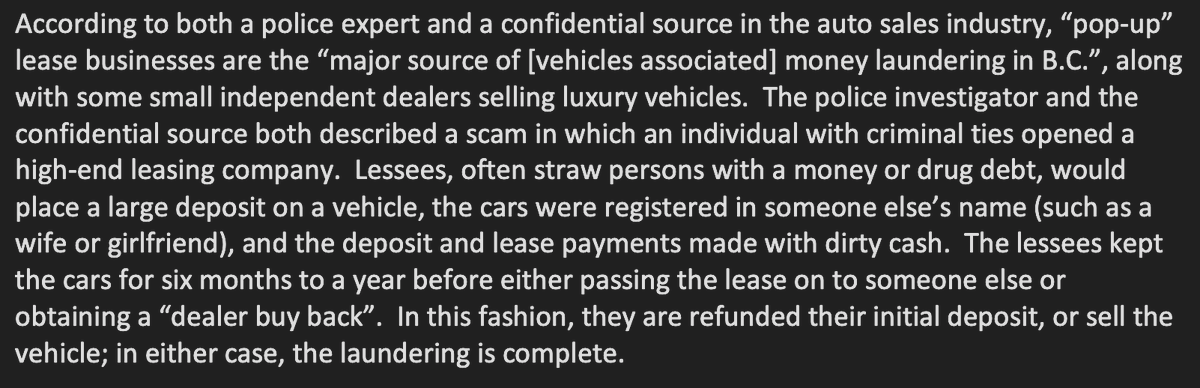 According to both a police expert and a confidential source in the auto sales industry, “pop-up”
lease businesses are the “major source of [vehicles associated] money laundering in B.C.”, along
with some small independent dealers selling luxury vehicles.  The police investigator and the
confidential source both described a scam in which an individual with criminal ties opened a
high-end leasing company.  Lessees, often straw persons with a money or drug debt, would
place a large deposit on a vehicle, the cars were registered in someone else’s name (such as a
wife or girlfriend), and the deposit and lease payments made with dirty cash.  The lessees kept
the cars for six months to a year before either passing the lease on to someone else or
obtaining a “dealer buy back”.  In this fashion, they are refunded their initial deposit, or sell the
vehicle; in either case, the laundering is complete.